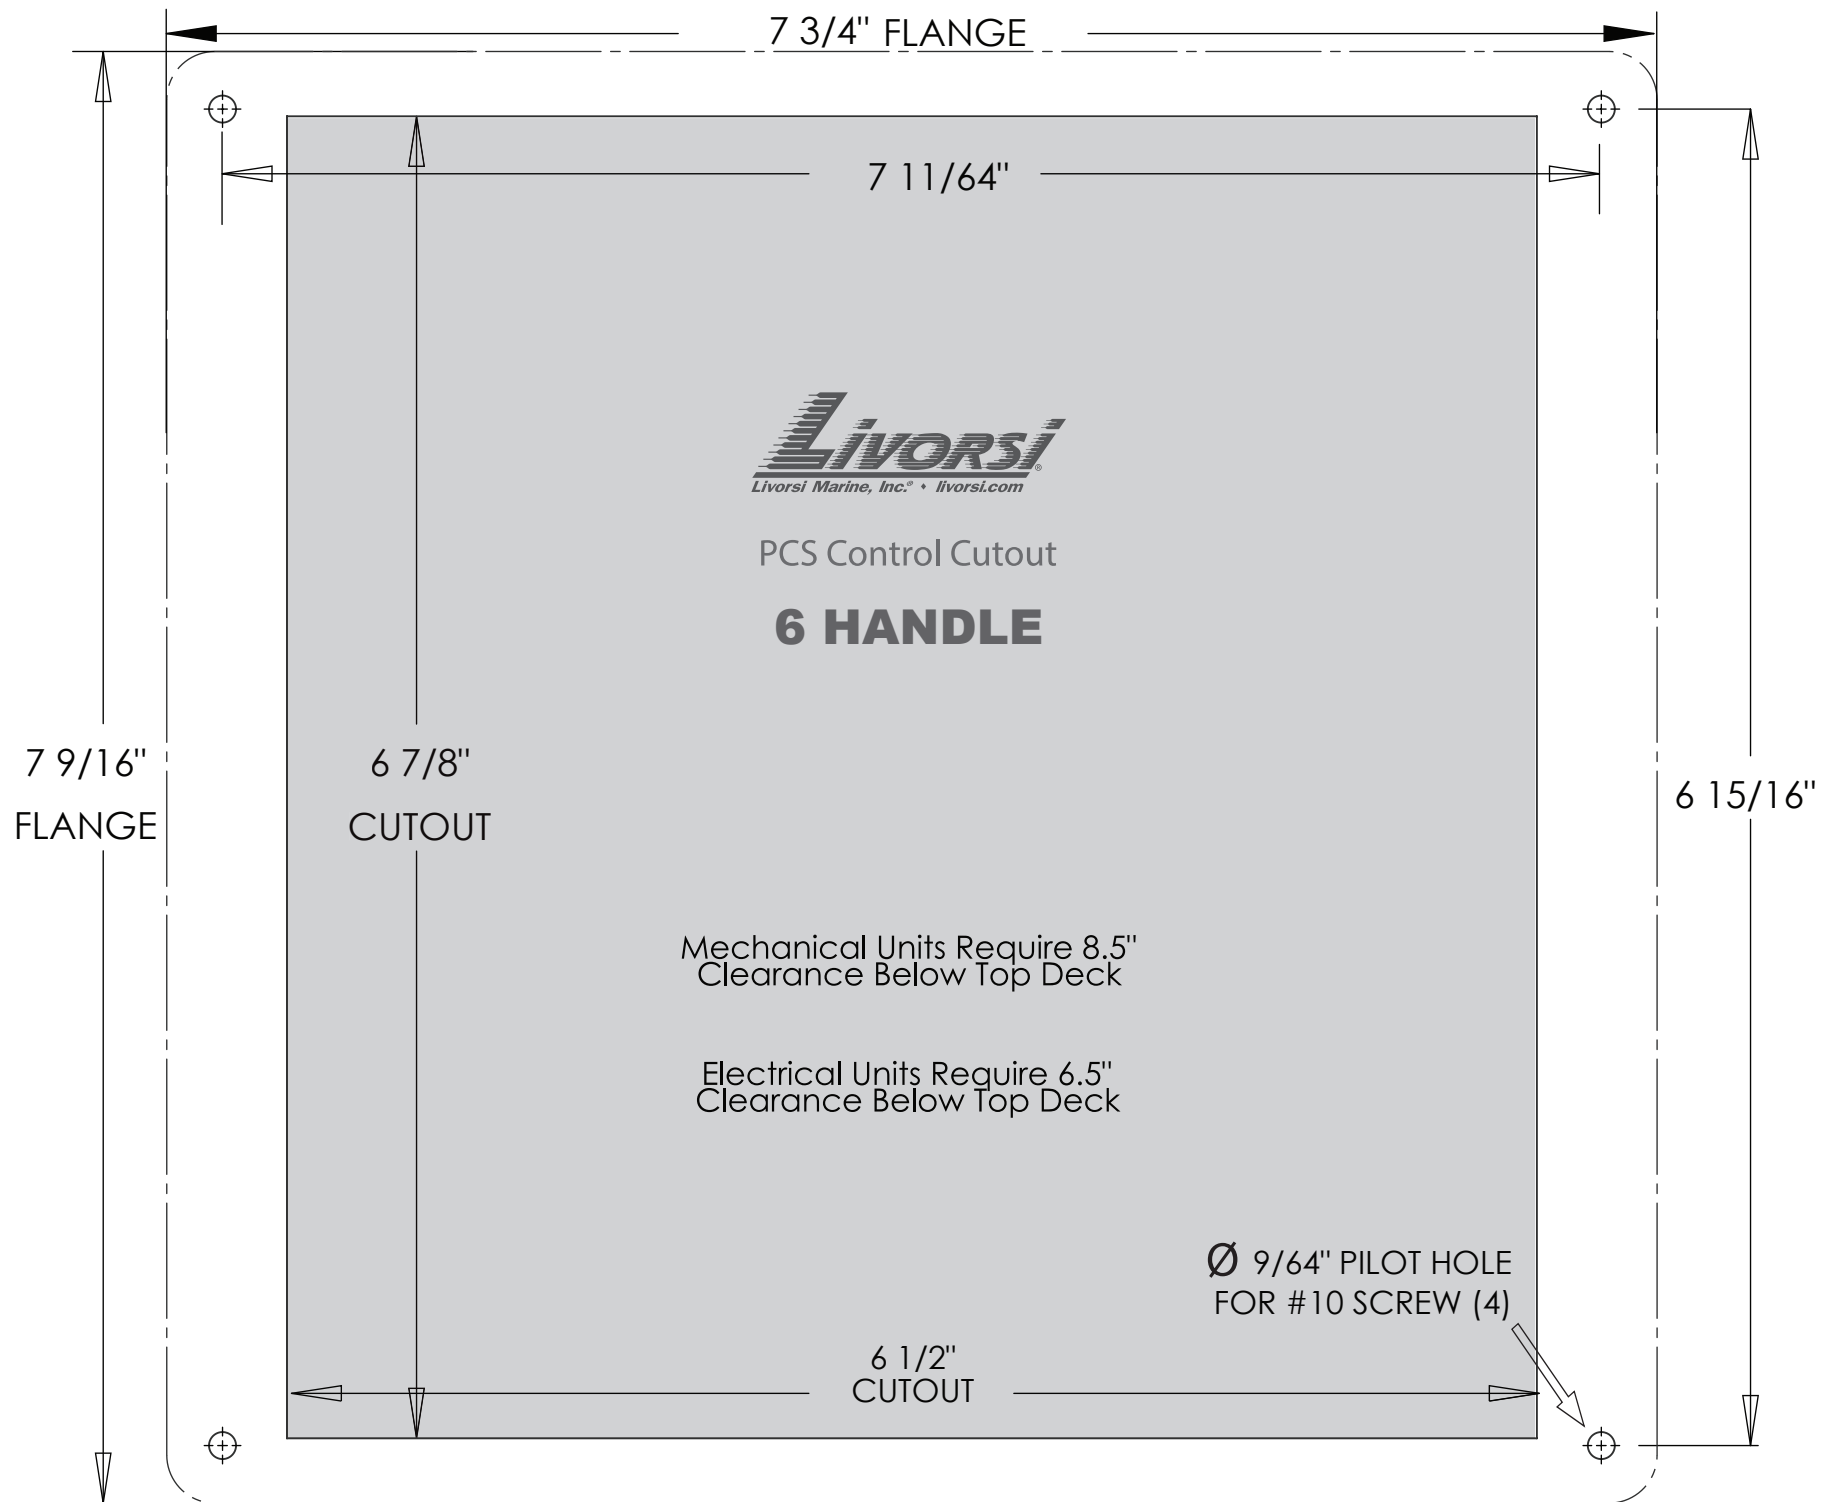 7 3/4" FLANGE
7 11/64"
LIVORSI®
Livorsi Marine, Inc.® ♦ livorsi.com
PCS Control Cutout
6 HANDLE
7 9/16"
FLANGE
6 7/8"
CUTOUT
6 15/16"
Mechanical Units Require 8.5"
Clearance Below Top Deck
Electrical Units Require 6.5"
Clearance Below Top Deck
Ø 9/64" PILOT HOLE
FOR #10 SCREW (4)
6 1/2"
CUTOUT